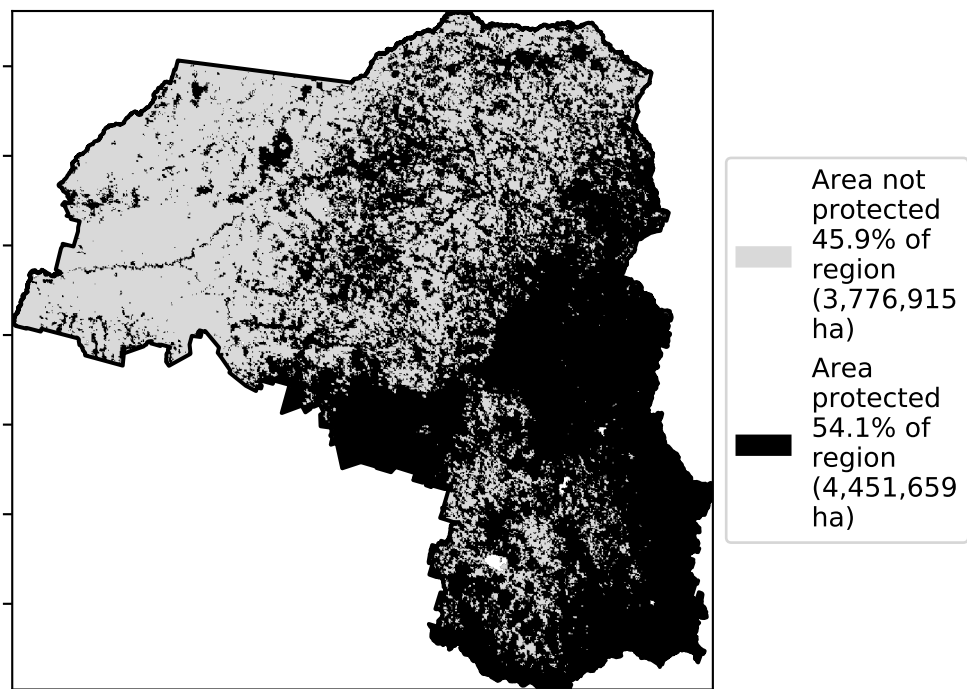 Area not
protected
45.9% of
region
(3,776,915
ha)
Area
protected
54.1% of
region
(4,451,659
ha)